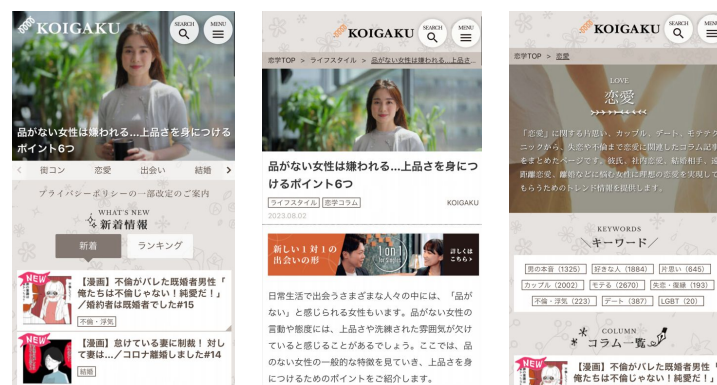 KOIGAKU
SEARCH
MENU
品がない女性は嫌われる...上品さを身につける
ポイント6つ
街コン 恋愛 出会い 結婚
プライバシーポリシーの一部改定のご案内
WHAT'S NEW
新着情報
新着 ランキング
NEW
【漫画】不倫がバレた既婚者男性「
俺たちは不倫じゃない！純愛だ！」
／婚約者は既婚者でした#15
不倫・浮気
NEW
【漫画】怠けている妻に制裁！ 対し
て妻は…／コロナ離婚しました#14
結婚
KOIGAKU
SEARCH
MENU
恋学TOP > ライフスタイル > 品がない女性は嫌われる...上品さ…
品がない女性は嫌われる...上品さを身につ
けるポイント6つ
ライフスタイル 恋学コラム KOIGAKU
2023.08.02
新しい1対1の
出会いの形
1on1
for Singles
詳しくは
こちら
日常生活で出会うさまざまな人々の中には、「品が
ない」と感じられる女性もいます。品がない女性の
言動や態度には、上品さや洗練された雰囲気が欠け
ていると感じることがあるでしょう。ここでは、品
のない女性の一般的な特徴を見ていき、上品さを身
につけるためのポイントをご紹介します。
KOIGAKU
SEARCH
恋学TOP > 恋愛
LOVE
恋愛
「恋愛」に関する片思い、カップル、デート、モテテク
ニックから、失恋や不倫まで恋愛に関連したコラム記事
をまとめたページです。彼氏、社内恋愛、結婚相手、遠
距離恋愛、離婚などに悩む女性に理想の恋愛を実現して
もらうためのトレンド情報を提供します。
KEYWORDS
＼キーワード／
男の本音（1325） 好きな人（1884） 片思い（645）
カップル（2002） モテる（2670） 失恋・復縁（193）
不倫・浮気（223） デート（387） LGBT（20）
COLUMN
コラム一覧
NEW
【漫画】不倫がバレた既婚者男性
俺たちは不倫じゃない！純愛だ！」